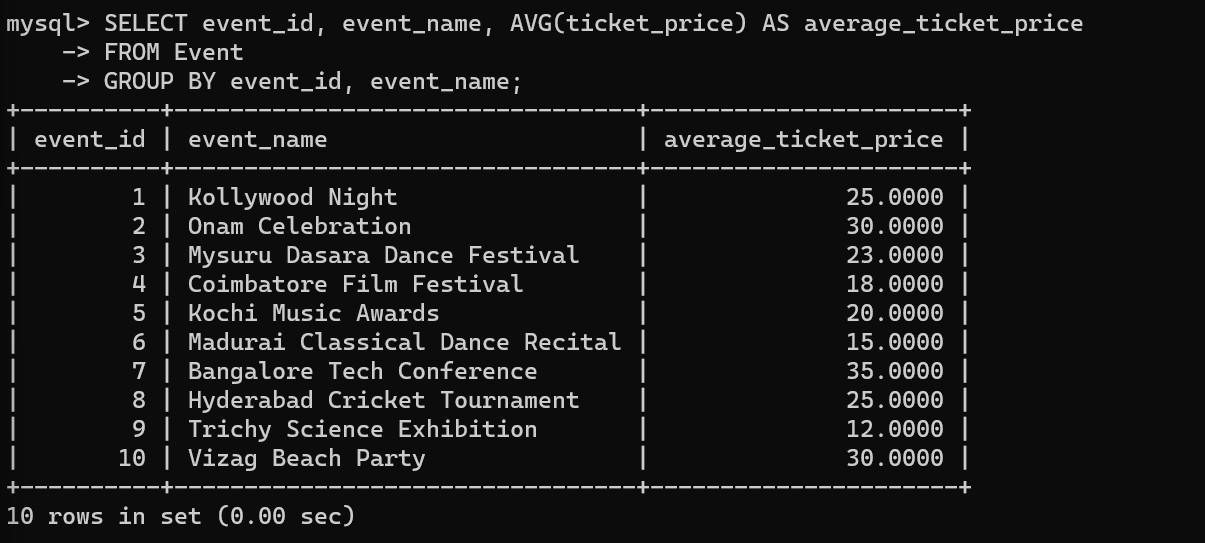 mysql> SELECT event_id, event_name, AVG(ticket_price) AS average_ticket_price
    -> FROM Event
    -> GROUP BY event_id, event_name;
+----------+---------------------------------+----------------------+
| event_id | event_name                      | average_ticket_price |
+----------+---------------------------------+----------------------+
|        1 | Kollywood Night                 |              25.0000 |
|        2 | Onam Celebration                |              30.0000 |
|        3 | Mysuru Dasara Dance Festival    |              23.0000 |
|        4 | Coimbatore Film Festival        |              18.0000 |
|        5 | Kochi Music Awards              |              20.0000 |
|        6 | Madurai Classical Dance Recital |              15.0000 |
|        7 | Bangalore Tech Conference       |              35.0000 |
|        8 | Hyderabad Cricket Tournament    |              25.0000 |
|        9 | Trichy Science Exhibition       |              12.0000 |
|       10 | Vizag Beach Party               |              30.0000 |
+----------+---------------------------------+----------------------+
10 rows in set (0.00 sec)